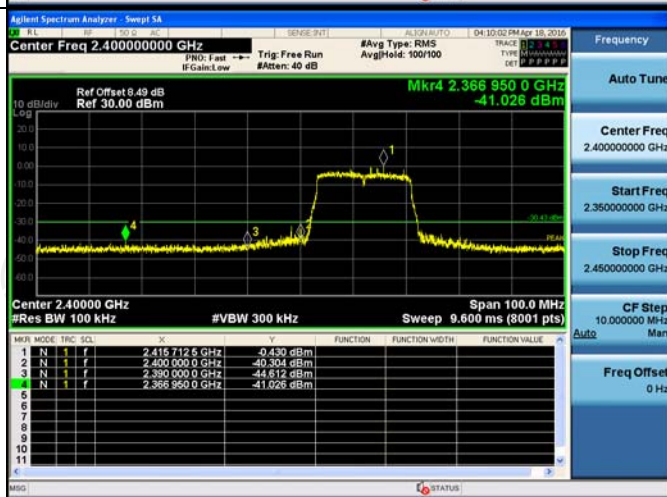 Agilent Spectrum Analyzer - Swept SA
RL RF 50 Ω AC SENSE:INT ALIGNAUTO 04:10:02 PM Apr 18, 2016
Center Freq 2.400000000 GHz #Avg Type: RMS TRACE 1 2 3 4 5 6 Frequency
PNO: Fast Trig: Free Run Avg|Hold: 100/100 TYPE M
IFGain:Low #Atten: 40 dB DET P P P P P P
Auto Tune
Mkr4 2.366 950 0 GHz
Ref Offset 8.49 dB
10 dB/div Ref 30.00 dBm -41.026 dBm
Log
20.0
10.0
0.00
-10.0
-20.0
-30.0
-40.0
-50.0
-60.0
1
2
3
4
-30.43 dBm
PEAK
Center Freq
2.400000000 GHz
Start Freq
2.350000000 GHz
Stop Freq
2.450000000 GHz
Center 2.40000 GHz Span 100.0 MHz
#Res BW 100 kHz #VBW 300 kHz Sweep 9.600 ms (8001 pts)
CF Step
10.000000 MHz
Auto Man
MKR MODE TRC SCL X Y FUNCTION FUNCTION WIDTH FUNCTION VALUE
1 N 1 f 2.415 712 5 GHz -0.430 dBm
2 N 1 f 2.400 000 0 GHz -40.304 dBm
3 N 1 f 2.390 000 0 GHz -44.612 dBm
4 N 1 f 2.366 950 0 GHz -41.026 dBm
5
6
7
8
9
10
11
Freq Offset
0 Hz
MSG STATUS